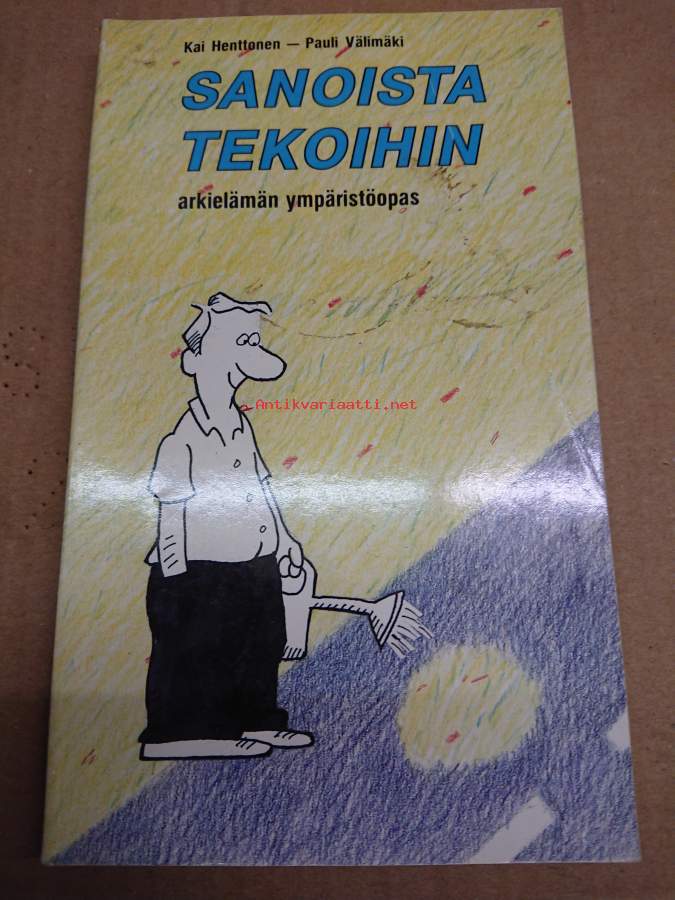 Kai Henttonen — Pauli Välimäki
SANOISTA
TEKOIHIN
arkielämän ympäristöopas
Antikvariaatti.net